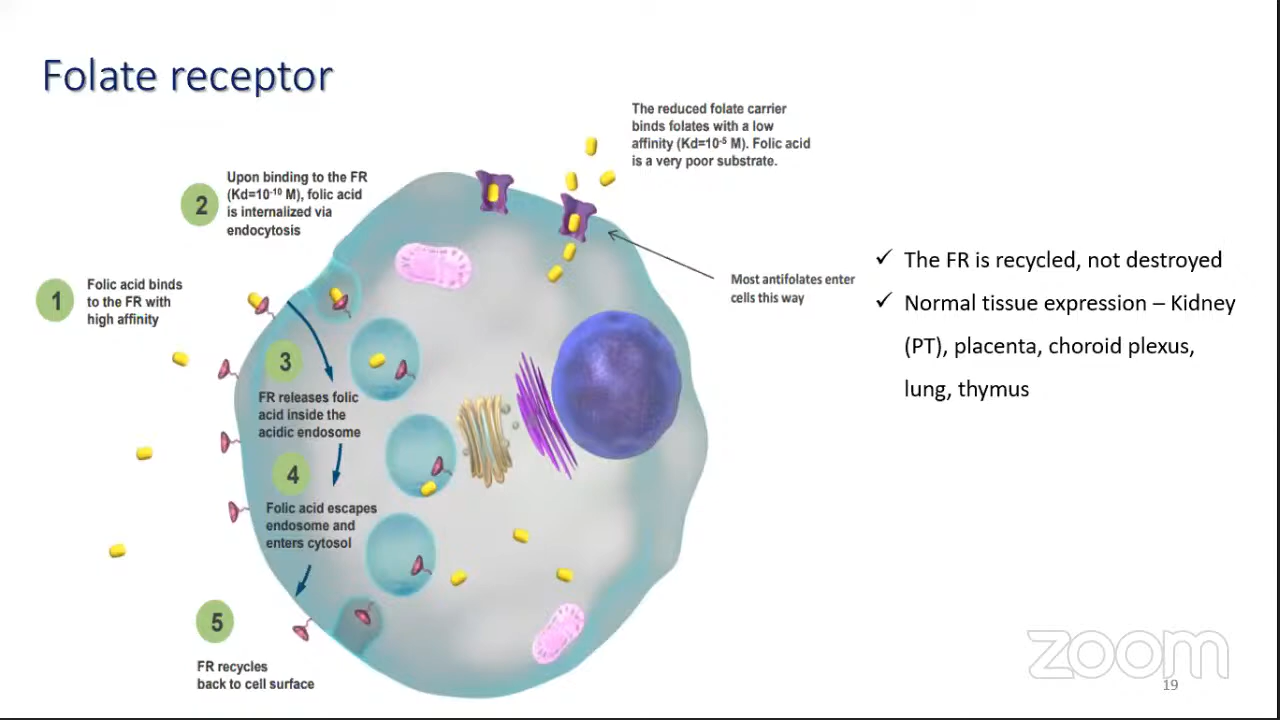 Folate receptor
The reduced folate carrier
binds folates with a low
affinity (Kd=10⁻⁵ M). Folic acid
is a very poor substrate.
2
Upon binding to the FR
(Kd=10⁻¹⁰ M), folic acid
is internalized via
endocytosis
1
Folic acid binds
to the FR with
high affinity
Most antifolates enter
cells this way
3
FR releases folic
acid inside the
acidic endosome
4
Folic acid escapes
endosome and
enters cytosol
5
FR recycles
back to cell surface
✓ The FR is recycled, not destroyed
✓ Normal tissue expression – Kidney
(PT), placenta, choroid plexus,
lung, thymus
zoom
19